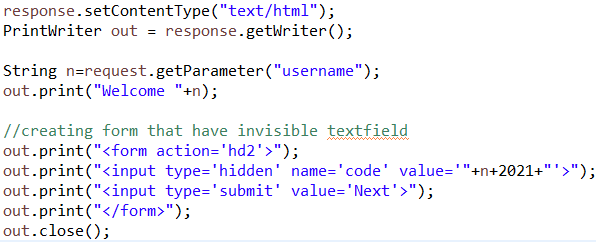 response.setContentType("text/html");
PrintWriter out = response.getWriter();
String n=request.getParameter("username");
out.print("Welcome "+n);
//creating form that have invisible textfield
out.print("<form action='hd2'>");
out.print("<input type='hidden' name='code' value='"+n+2021+"'>");
out.print("<input type='submit' value='Next'>");
out.print("</form>");
out.close();